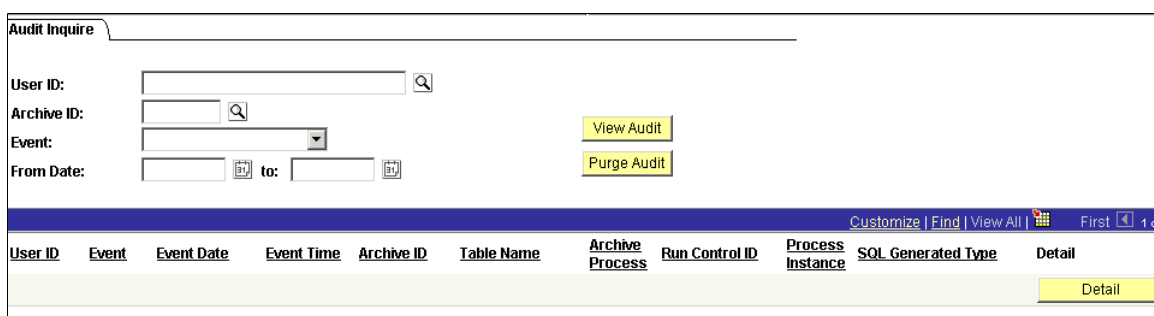 Audit Inquire
User ID:
Archive ID:
Event:
From Date: to:
View Audit
Purge Audit
Customize | Find | View All | First 1
User ID Event Event Date Event Time Archive ID Table Name Archive Process Run Control ID Process Instance SQL Generated Type Detail
Detail